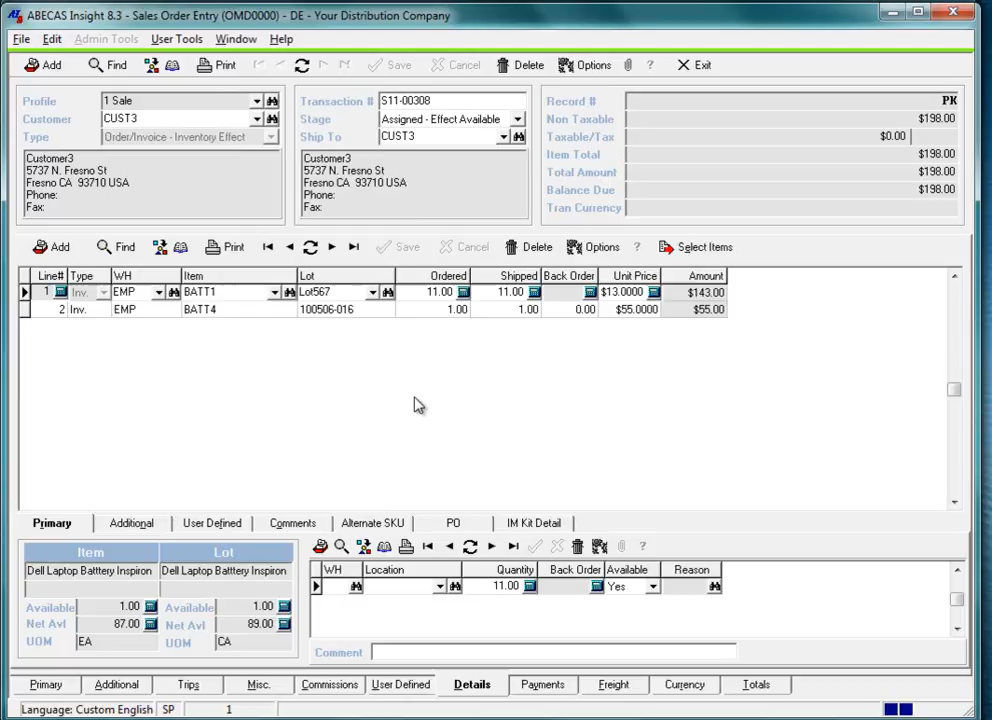 ABECAS Insight 8.3 - Sales Order Entry (OMD0000) - DE - Your Distribution Company
File Edit Admin Tools User Tools Window Help
Add Find Print Save Cancel Delete Options ? Exit
Profile 1 Sale
Customer CUST3
Type Order/Invoice - Inventory Effect
Customer3
5737 N. Fresno St
Fresno CA 93710 USA
Phone:
Fax:
Transaction # S11-00308
Stage Assigned - Effect Available
Ship To CUST3
Customer3
5737 N. Fresno St
Fresno CA 93710 USA
Phone:
Fax:
Record # PK
Non Taxable $198.00
Taxable/Tax $0.00
Item Total $198.00
Total Amount $198.00
Balance Due $198.00
Tran Currency
Add Find Print Save Cancel Delete Options ? Select Items
Line# Type WH Item Lot Ordered Shipped Back Order Unit Price Amount
1 Inv. EMP BATT1 Lot567 11.00 11.00 $13.0000 $143.00
2 Inv. EMP BATT4 100506-016 1.00 1.00 0.00 $55.0000 $55.00
Primary Additional User Defined Comments Alternate SKU PO IM Kit Detail
Item Lot
Dell Laptop Batttery Inspiron Dell Laptop Batttery Inspiron
Available 1.00 Available 1.00
Net Avl 87.00 Net Avl 89.00
UOM EA UOM CA
?
WH Location Quantity Back Order Available Reason
11.00 Yes
Comment
Primary Additional Trips Misc. Commissions User Defined Details Payments Freight Currency Totals
Language: Custom English SP 1